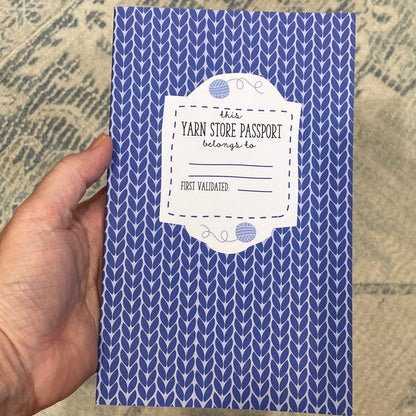 this
YARN STORE PASSPORT
belongs to
FIRST VALIDATED: